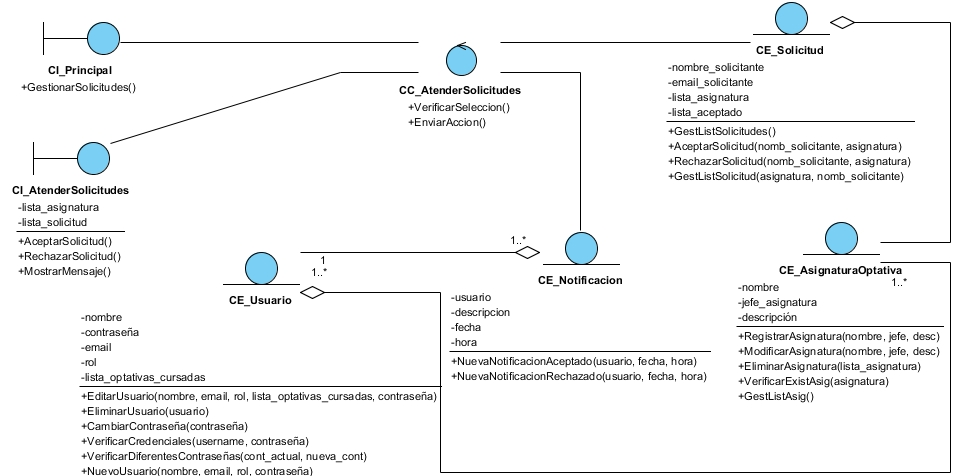 CI_Principal
+GestionarSolicitudes()
CC_AtenderSolicitudes
+VerificarSeleccion()
+EnviarAccion()
CE_Solicitud
-nombre_solicitante
-email_solicitante
-lista_asignatura
-lista_aceptado
+GestListSolicitudes()
+AceptarSolicitud(nomb_solicitante, asignatura)
+RechazarSolicitud(nomb_solicitante, asignatura)
+GestListSolicitud(asignatura, nomb_solicitante)
CI_AtenderSolicitudes
-lista_asignatura
-lista_solicitud
+AceptarSolicitud()
+RechazarSolicitud()
+MostrarMensaje()
1
1..*
1..*
CE_Usuario
-nombre
-contraseña
-email
-rol
-lista_optativas_cursadas
+EditarUsuario(nombre, email, rol, lista_optativas_cursadas, contraseña)
+EliminarUsuario(usuario)
+CambiarContraseña(contraseña)
+VerificarCredenciales(username, contraseña)
+VerificarDiferentesContraseñas(cont_actual, nueva_cont)
+NuevoUsuario(nombre, email, rol, contraseña)
CE_Notificacion
-usuario
-descripcion
-fecha
-hora
+NuevaNotificacionAceptado(usuario, fecha, hora)
+NuevaNotificacionRechazado(usuario, fecha, hora)
CE_AsignaturaOptativa
1..*
-nombre
-jefe_asignatura
-descripción
+RegistrarAsignatura(nombre, jefe, desc)
+ModificarAsignatura(nombre, jefe, desc)
+EliminarAsignatura(lista_asignatura)
+VerificarExistAsig(asignatura)
+GestListAsig()